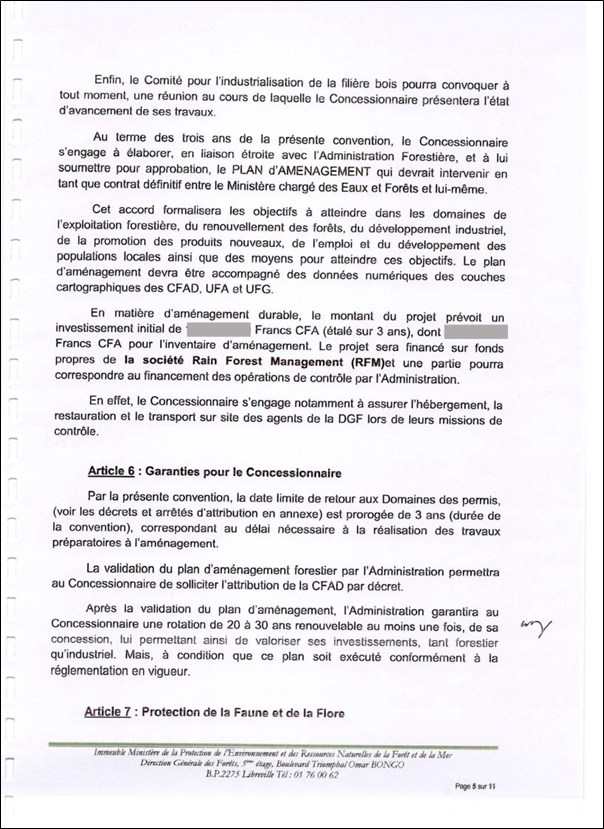 Enfin, le Comité pour l'industrialisation de la filière bois pourra convoquer à
tout moment, une réunion au cours de laquelle le Concessionnaire présentera l'état
d'avancement de ses travaux.
Au terme des trois ans de la présente convention, le Concessionnaire
s'engage à élaborer, en liaison étroite avec l'Administration Forestière, et à lui
soumettre pour approbation, le PLAN d'AMENAGEMENT qui devrait intervenir en
tant que contrat définitif entre le Ministère chargé des Eaux et Forêts et lui-même.
Cet accord formalisera les objectifs à atteindre dans les domaines de
l'exploitation forestière, du renouvellement des forêts, du développement industriel,
de la promotion des produits nouveaux, de l'emploi et du développement des
populations locales ainsi que des moyens pour atteindre ces objectifs. Le plan
d'aménagement devra être accompagné des données numériques des couches
cartographiques des CFAD, UFA et UFG.
En matière d'aménagement durable, le montant du projet prévoit un
investissement initial de Francs CFA (étalé sur 3 ans), dont
Francs CFA pour l'inventaire d'aménagement. Le projet sera financé sur fonds
propres de la société Rain Forest Management (RFM)et une partie pourra
correspondre au financement des opérations de contrôle par l'Administration.
En effet, le Concessionnaire s'engage notamment à assurer l'hébergement, la
restauration et le transport sur site des agents de la DGF lors de leurs missions de
contrôle.
Article 6 : Garanties pour le Concessionnaire
Par la présente convention, la date limite de retour aux Domaines des permis,
(voir les décrets et arrêtés d'attribution en annexe) est prorogée de 3 ans (durée de
la convention), correspondant au délai nécessaire à la réalisation des travaux
préparatoires à l'aménagement.
La validation du plan d'aménagement forestier par l'Administration permettra
au Concessionnaire de solliciter l'attribution de la CFAD par décret.
Après la validation du plan d'aménagement, l'Administration garantira au
Concessionnaire une rotation de 20 à 30 ans renouvelable au moins une fois, de sa
concession, lui permettant ainsi de valoriser ses investissements, tant forestier
qu'industriel. Mais, à condition que ce plan soit exécuté conformément à la
réglementation en vigueur.
Article 7 : Protection de la Faune et de la Flore
Immeuble Ministère de la Protection de l'Environnement et des Ressources Naturelles de la Forêt et de la Mer
Direction Générale des Forêts, 5ème étage, Boulevard Triomphal Omar BONGO
B.P.2275 Libreville Tél : 01 76 00 62
Page 5 sur 11